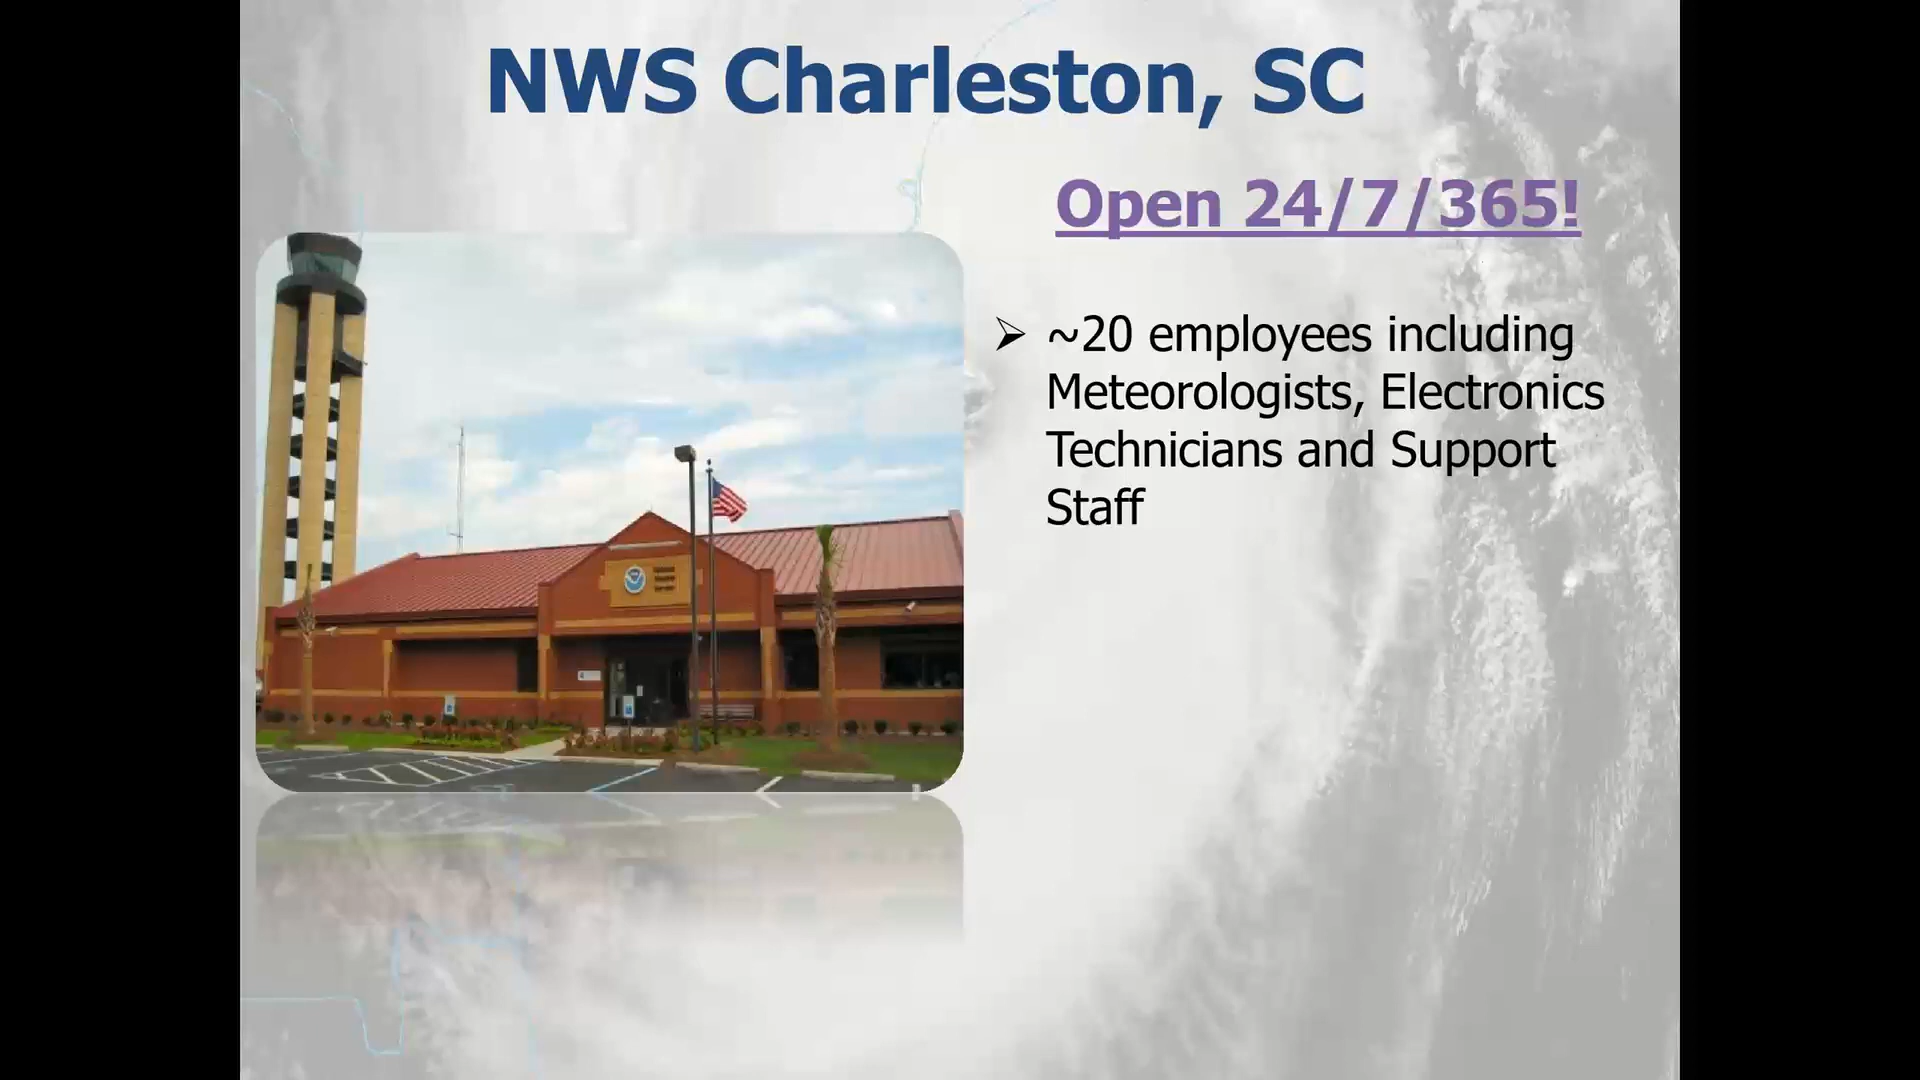 NWS Charleston, SC
Open 24/7/365!
~20 employees including
Meteorologists, Electronics
Technicians and Support
Staff